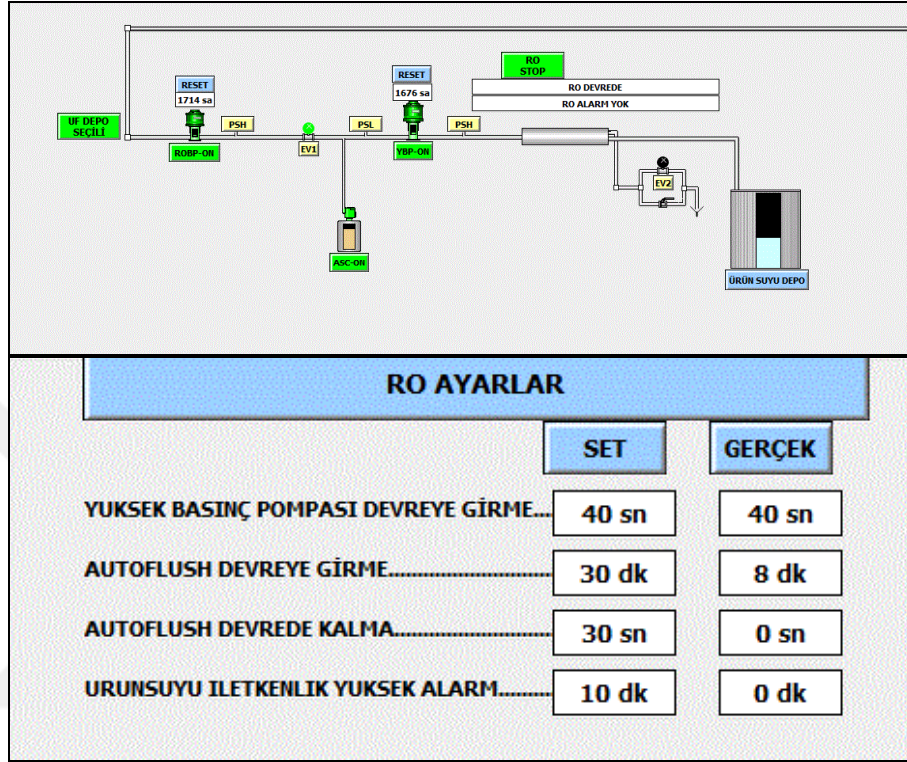 RO
STOP
RESET
RESET
1714 sa
1676 sa
RO DEVREDE
RO ALARM YOK
UF DEPO
SEÇİLİ
PSH
PSL
PSH
ROBP-ON
EV1
YBP-ON
EV2
ASC-ON
ÜRÜN SUYU DEPO
RO AYARLAR
SET GERÇEK
YUKSEK BASINÇ POMPASI DEVREYE GİRME... 40 sn 40 sn
AUTOFLUSH DEVREYE GİRME............................ 30 dk 8 dk
AUTOFLUSH DEVREDE KALMA........................... 30 sn 0 sn
URUNSUYU ILETKENLIK YUKSEK ALARM......... 10 dk 0 dk